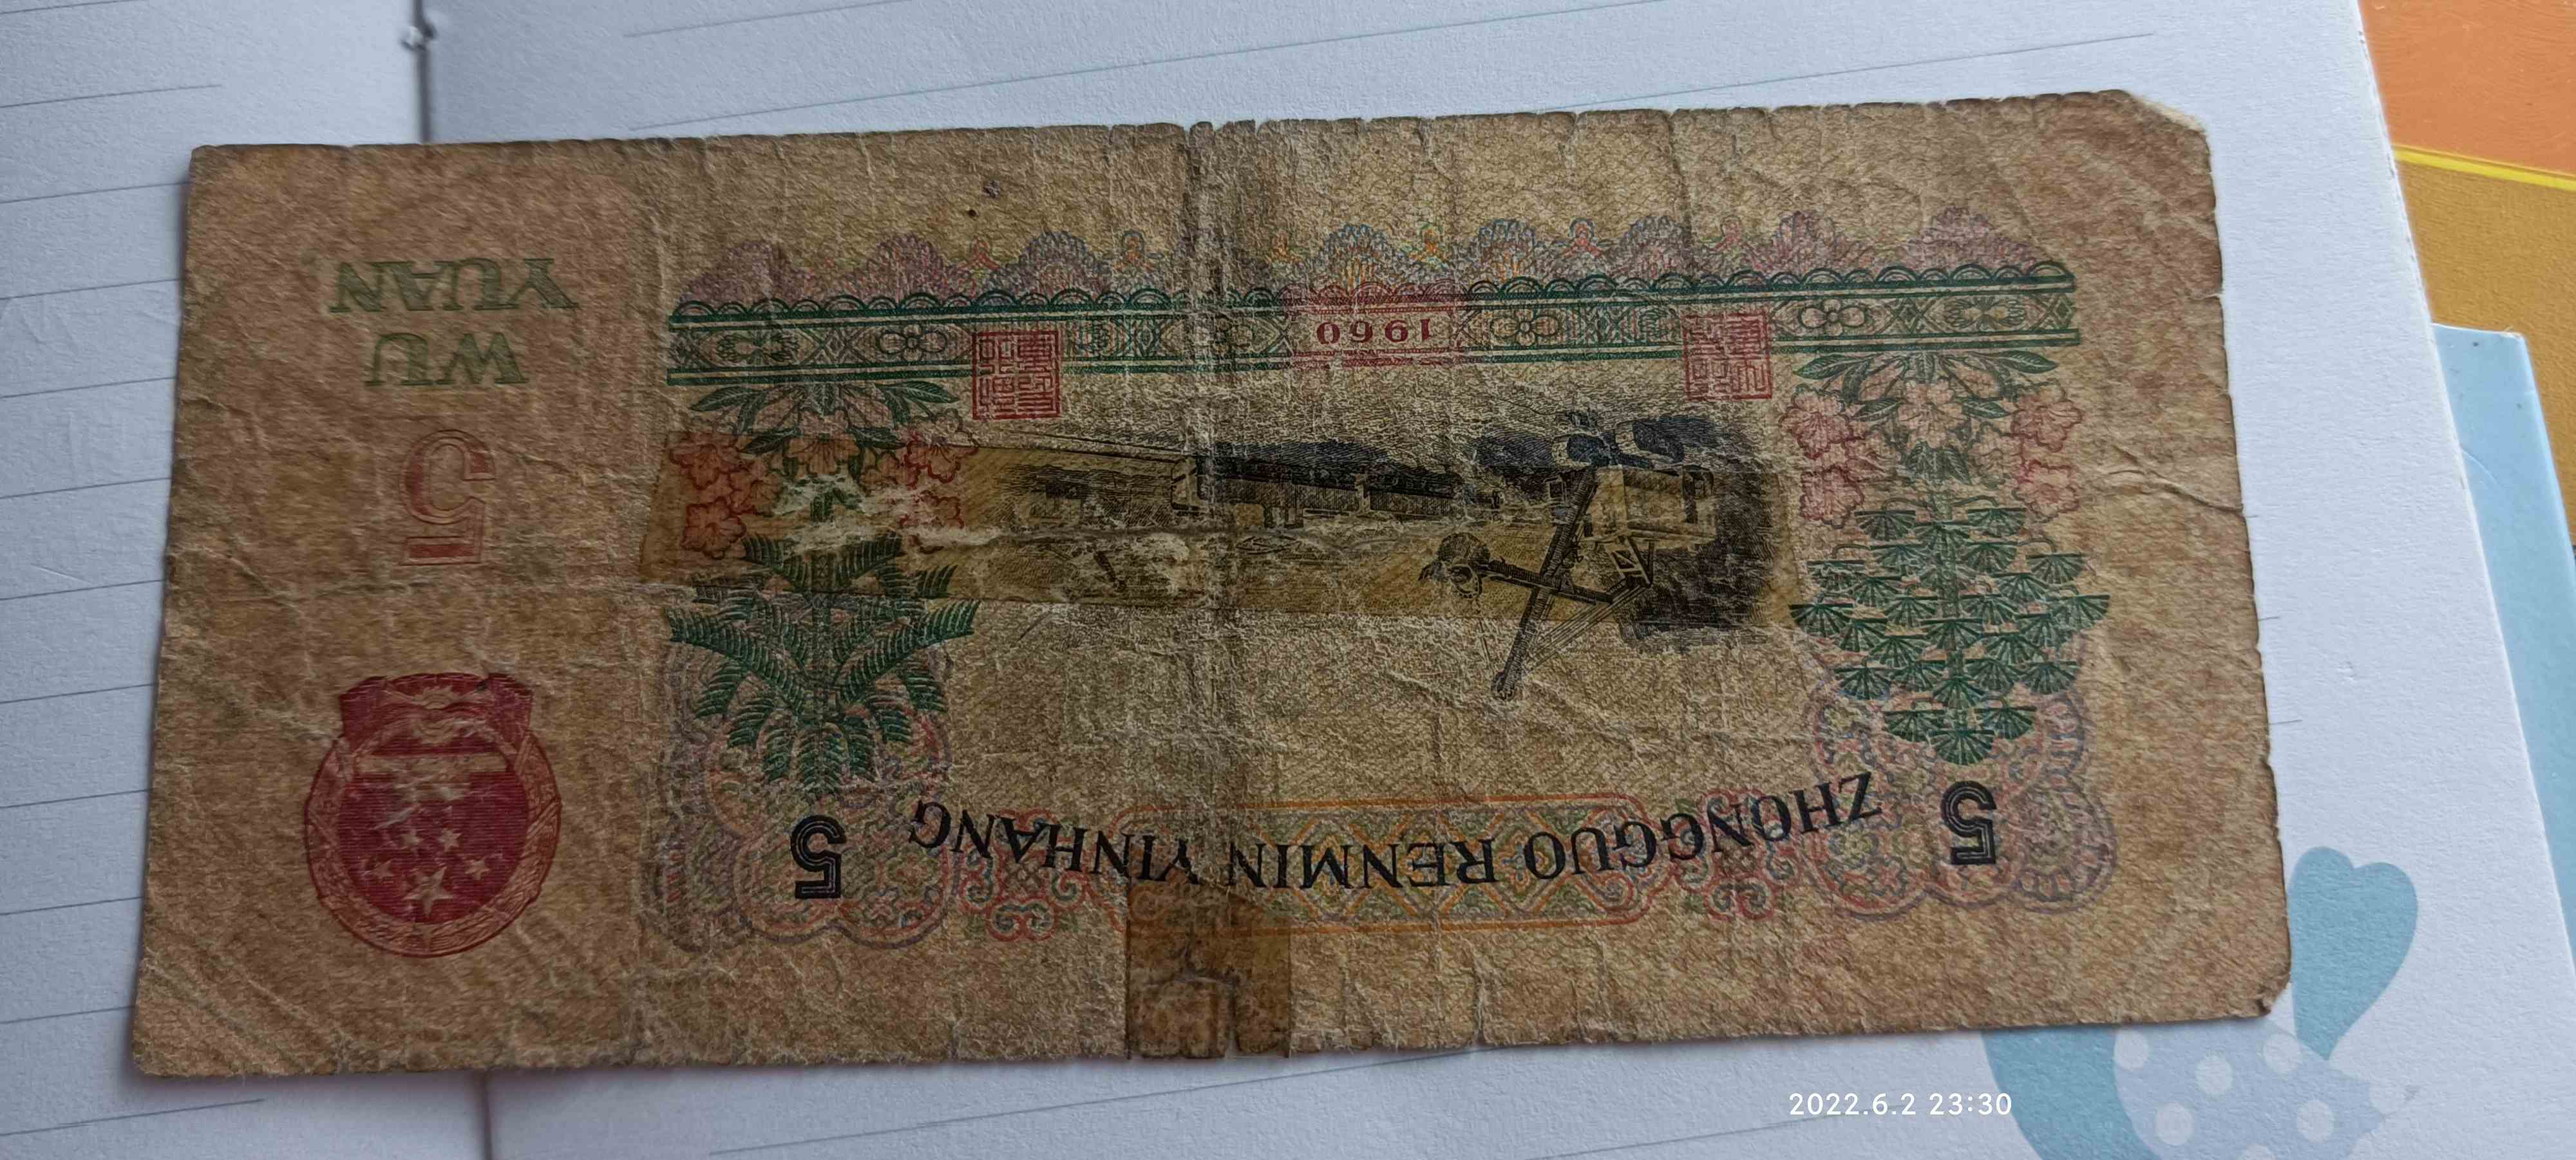 ZHONGGUO RENMIN YINHANG
5
5
5
WU
YUAN
1960
2022.6.2 23:30